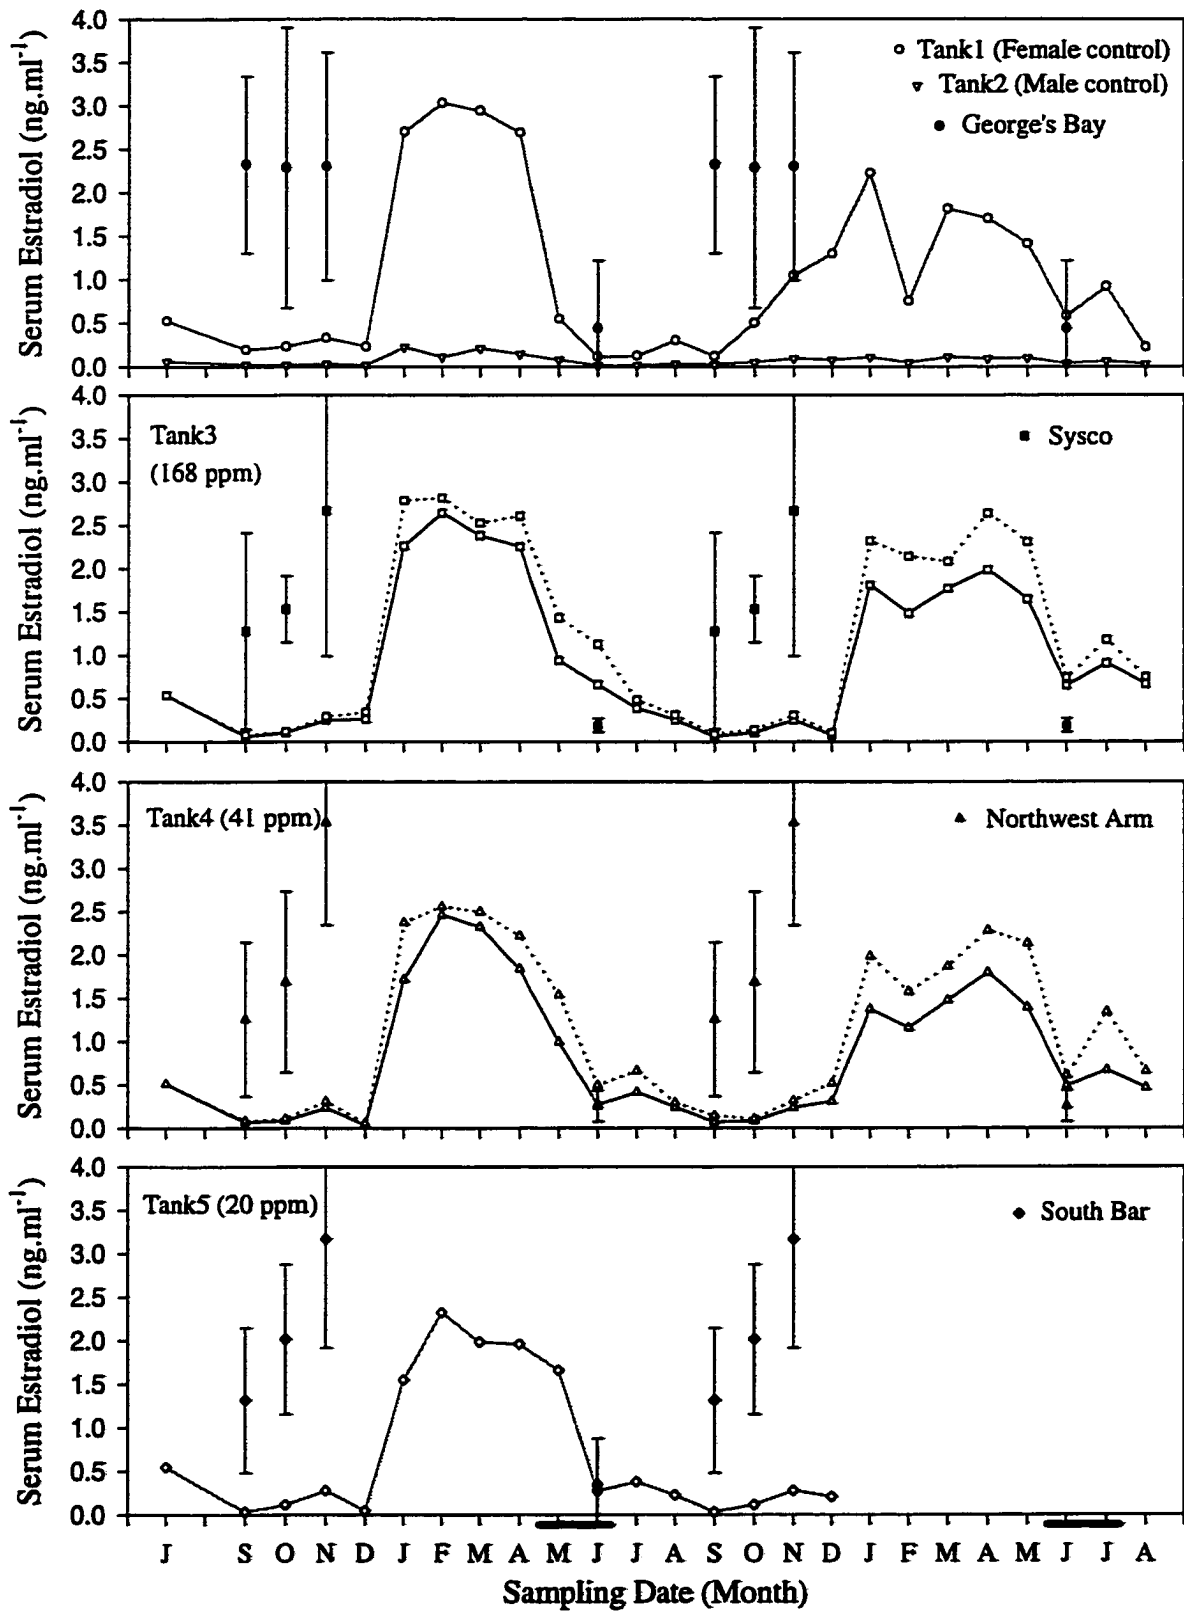 4.0
3.5
3.0
2.5
2.0
1.5
1.0
0.5
0.0
Serum Estradiol (ng.ml⁻¹)
Tank1 (Female control)
Tank2 (Male control)
George's Bay
4.0
3.5
3.0
2.5
2.0
1.5
1.0
0.5
0.0
Serum Estradiol (ng.ml⁻¹)
Tank3
(168 ppm)
Sysco
4.0
3.5
3.0
2.5
2.0
1.5
1.0
0.5
0.0
Serum Estradiol (ng.ml⁻¹)
Tank4 (41 ppm)
Northwest Arm
4.0
3.5
3.0
2.5
2.0
1.5
1.0
0.5
0.0
Serum Estradiol (ng.ml⁻¹)
Tank5 (20 ppm)
South Bar
J S O N D J F M A M J J A S O N D J F M A M J J A
Sampling Date (Month)